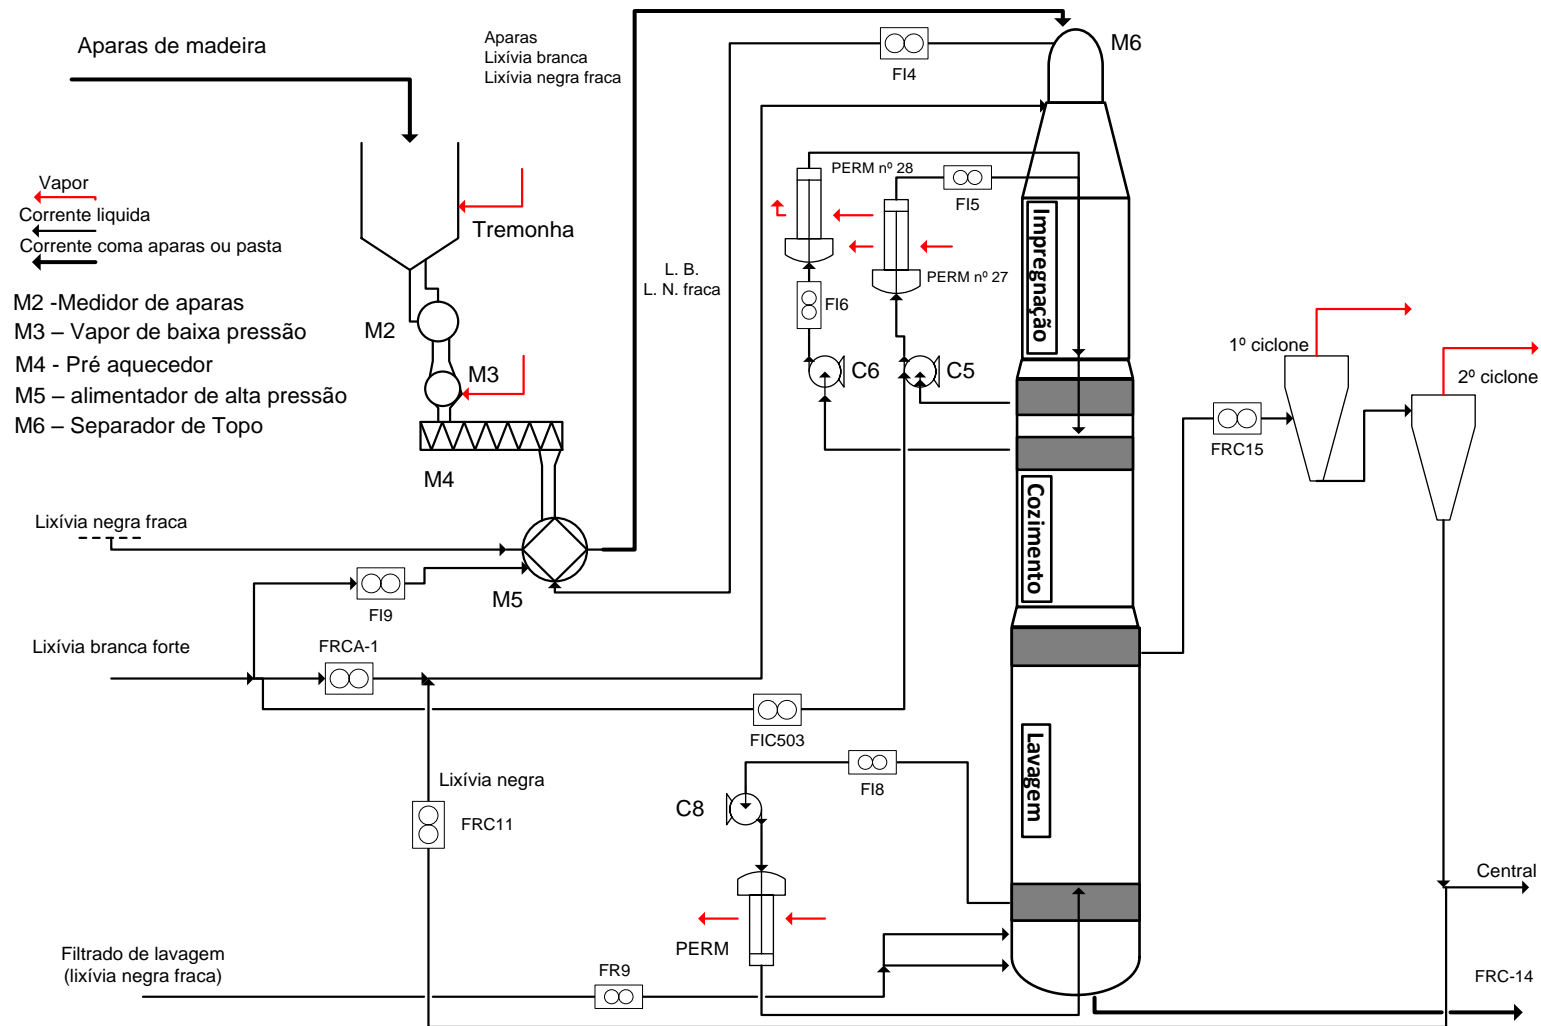 Aparas de madeira
Aparas
Lixívia branca
Lixívia negra fraca
FI4
M6
Vapor
Corrente liquida
Corrente coma aparas ou pasta
Tremonha
PERM nº 28
FI5
PERM nº 27
L. B.
L. N. fraca
FI6
Impregnação
M2 -Medidor de aparas
M3 – Vapor de baixa pressão
M4 - Pré aquecedor
M5 – alimentador de alta pressão
M6 – Separador de Topo
M2
M3
C6
C5
1º ciclone
2º ciclone
FRC15
M4
Cozimento
Lixívia negra fraca
M5
FI9
Lixívia branca forte
FRCA-1
FIC503
Lavagem
Lixívia negra
FI8
C8
FRC11
Central
PERM
Filtrado de lavagem
(lixívia negra fraca)
FR9
FRC-14